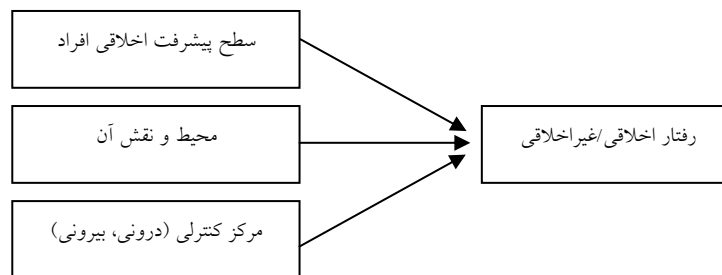 سطح پیشرفت اخلاقی افراد
محیط و نقش آن
رفتار اخلاقی/غیراخلاقی
مرکز کنترلی (درونی، بیرونی)